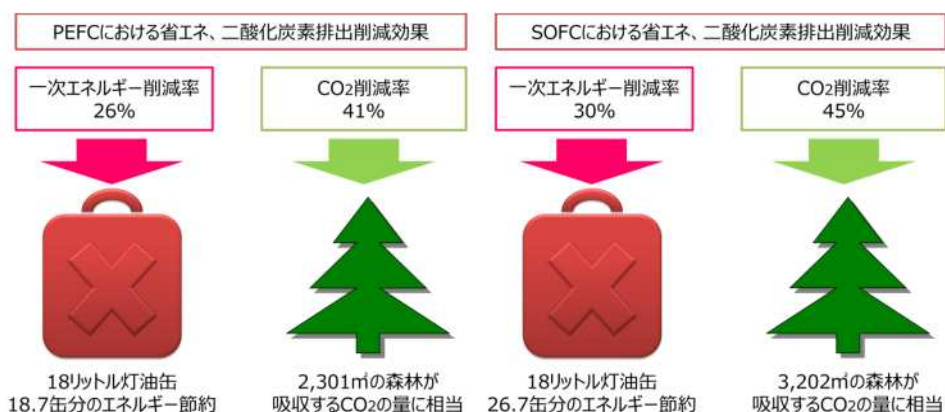 PEFCにおける省エネ、二酸化炭素排出削減効果
一次エネルギー削減率
26%
CO2削減率
41%
18リットル灯油缶
18.7缶分のエネルギー節約
2,301㎡の森林が
吸収するCO2の量に相当
SOFCにおける省エネ、二酸化炭素排出削減効果
一次エネルギー削減率
30%
CO2削減率
45%
18リットル灯油缶
26.7缶分のエネルギー節約
3,202㎡の森林が
吸収するCO2の量に相当